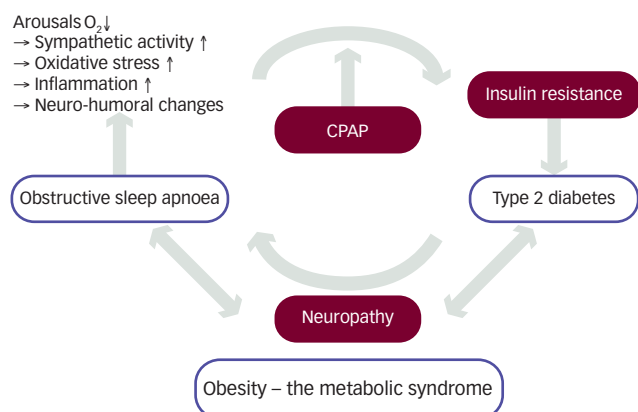 Arousals O₂↓
→ Sympathetic activity ↑
→ Oxidative stress ↑
→ Inflammation ↑
→ Neuro-humoral changes
CPAP
Insulin resistance
Obstructive sleep apnoea
Type 2 diabetes
Neuropathy
Obesity – the metabolic syndrome